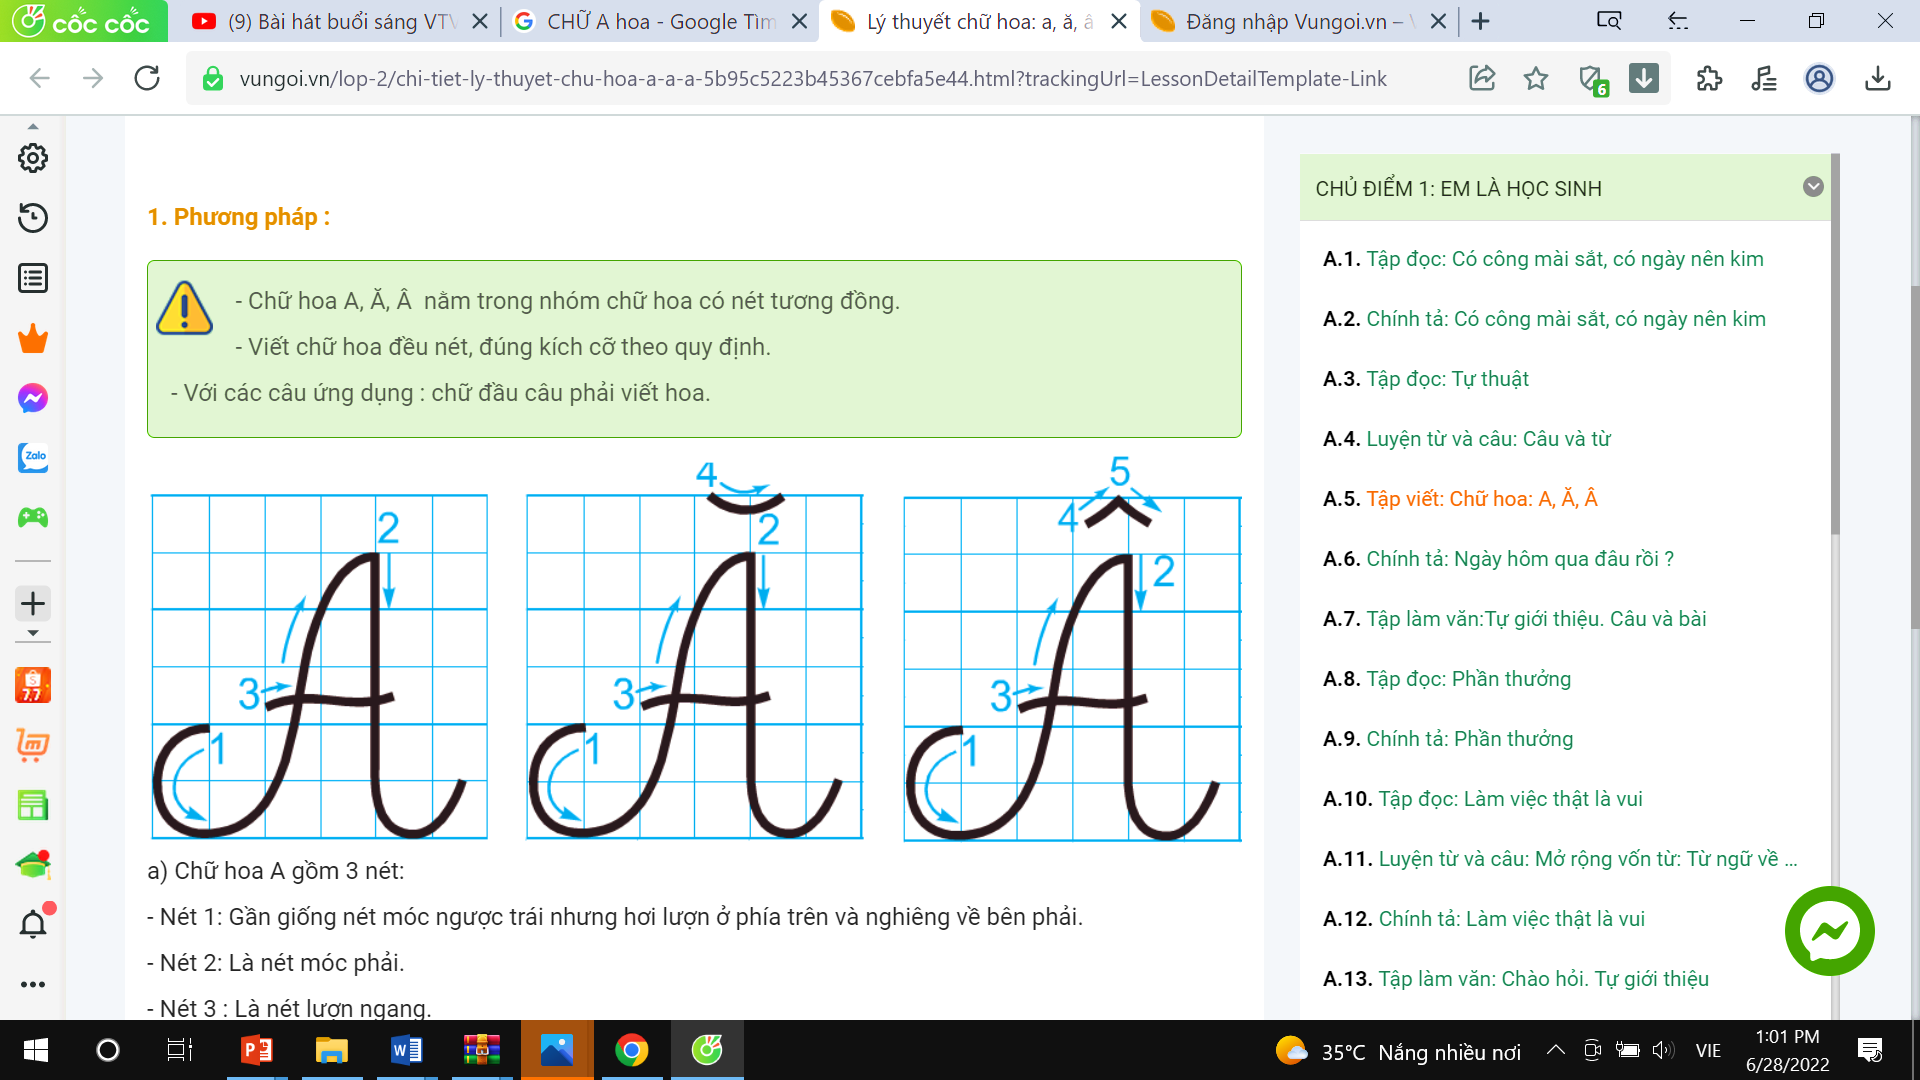 cốc cốc
(9) Bài hát buổi sáng VTV
CHỮ A hoa - Google Tìm
Lý thuyết chữ hoa: a, ă, â
Đăng nhập Vungoi.vn –
vungoi.vn/lop-2/chi-tiet-ly-thuyet-chu-hoa-a-a-a-5b95c5223b45367cebfa5e44.html?trackingUrl=LessonDetailTemplate-Link
6
1. Phương pháp :
- Chữ hoa A, Ă, Â nằm trong nhóm chữ hoa có nét tương đồng.
- Viết chữ hoa đều nét, đúng kích cỡ theo quy định.
- Với các câu ứng dụng : chữ đầu câu phải viết hoa.
A 1 2 3
Ă 1 2 3 4
Â 1 2 3 4 5
a) Chữ hoa A gồm 3 nét:
- Nét 1: Gần giống nét móc ngược trái nhưng hơi lượn ở phía trên và nghiêng về bên phải.
- Nét 2: Là nét móc phải.
- Nét 3 : Là nét lượn ngang.
CHỦ ĐIỂM 1: EM LÀ HỌC SINH
A.1. Tập đọc: Có công mài sắt, có ngày nên kim
A.2. Chính tả: Có công mài sắt, có ngày nên kim
A.3. Tập đọc: Tự thuật
A.4. Luyện từ và câu: Câu và từ
A.5. Tập viết: Chữ hoa: A, Ă, Â
A.6. Chính tả: Ngày hôm qua đâu rồi ?
A.7. Tập làm văn:Tự giới thiệu. Câu và bài
A.8. Tập đọc: Phần thưởng
A.9. Chính tả: Phần thưởng
A.10. Tập đọc: Làm việc thật là vui
A.11. Luyện từ và câu: Mở rộng vốn từ: Từ ngữ về ...
A.12. Chính tả: Làm việc thật là vui
A.13. Tập làm văn: Chào hỏi. Tự giới thiệu
Zalo
7.7
35°C Nắng nhiều nơi
VIE
1:01 PM
6/28/2022